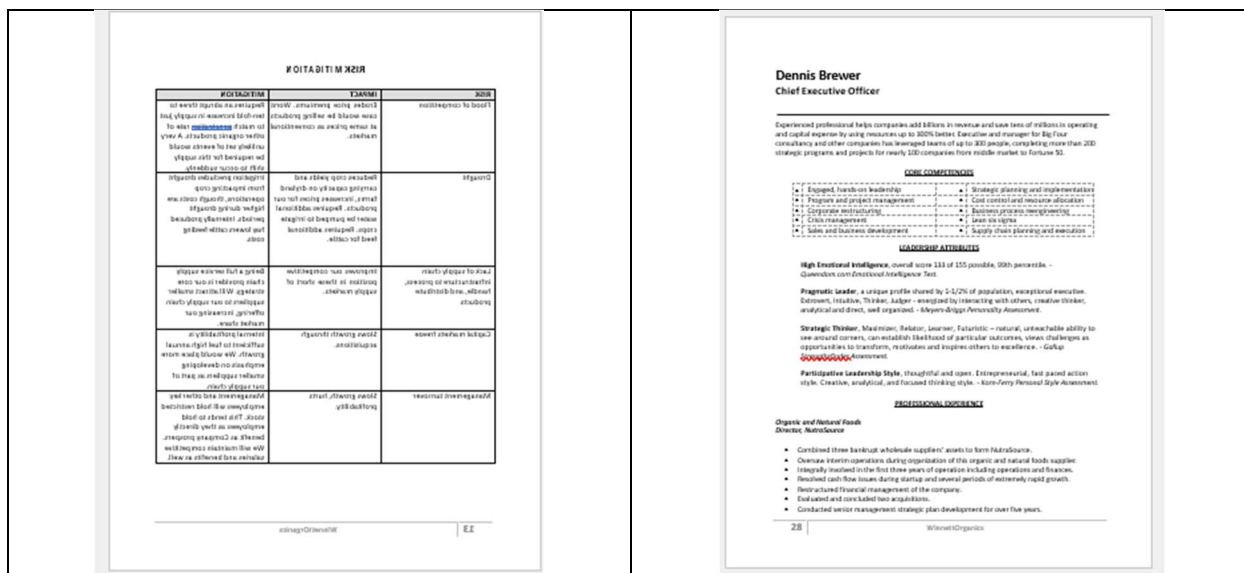 RISK MITIGATION
RISK
IMPACT
MITIGATION
Flood of competition
Erodes price premiums. Worst
case would be selling products
at same prices as conventional
markets.
Requires an abrupt three to
ten-fold increase in supply just
to match
rate of
other organic products. A very
unlikely set of events would
be required for this supply
shift to occur suddenly.
Drought
Reduces crop yields and
carrying capacity on dryland
farms, increases prices for our
products. Requires additional
water be pumped to irrigate
crops. Requires additional
feed for cattle.
Irrigation precludes drought
from impacting crop
operations, though costs are
higher during drought
periods. Internally produced
hay lowers cattle feeding
costs.
Lack of supply chain
infrastructure to process,
handle, and distribute
products
Improves our competitive
position in these short of
supply markets.
Being a full service supply
chain provider is our core
strategy. Will attract smaller
suppliers to our supply chain
offering, increasing our
market share.
Capital markets freeze
Slows growth through
acquisitions.
Internal profitability is
sufficient to fuel high annual
growth. We would place more
emphasis on developing
smaller suppliers as part of
our supply chain.
Management turnover
Slows growth, hurts
profitability.
Management and other key
employees will hold restricted
stock. This tends to hold
employees as they directly
benefit as Company prospers.
We will maintain competitive
salaries and benefits as well
13
WinnettOrganics
Dennis Brewer
Chief Executive Officer
Experienced professional helps companies add billions in revenue and save tens of millions in operating
and capital expense by using resources up to 300% better. Executive and manager for Big Four
consultancy and other companies has leveraged teams of up to 300 people, completing more than 200
strategic programs and projects for nearly 100 companies from middle market to Fortune 50.
CORE COMPETENCIES
• Engaged, hands-on leadership • Strategic planning and implementation
• Program and project management • Cost control and resource allocation
• Corporate restructuring • Business process reengineering
• Crisis management • Lean six sigma
• Sales and business development • Supply chain planning and execution
LEADERSHIP ATTRIBUTES
High Emotional Intelligence, overall score 133 of 155 possible, 99th percentile. -
Queendom.com Emotional Intelligence Test.
Pragmatic Leader, a unique profile shared by 1-1/2% of population, exceptional executive.
Extrovert, Intuitive, Thinker, Judger - energized by interacting with others, creative thinker,
analytical and direct, well organized. - Meyers-Briggs Personality Assessment.
Strategic Thinker, Maximizer, Relator, Learner, Futuristic – natural, unteachable ability to
see around corners, can establish likelihood of particular outcomes, views challenges as
opportunities to transform, motivates and inspires others to excellence. - Gallup
StrengthsFinder Assessment.
Participative Leadership Style, thoughtful and open. Entrepreneurial, fast paced action
style. Creative, analytical, and focused thinking style. - Korn-Ferry Personal Style Assessment.
PROFESSIONAL EXPERIENCE
Organic and Natural Foods
Director, NutraSource
• Combined three bankrupt wholesale suppliers' assets to form NutraSource.
• Oversaw interim operations during organization of this organic and natural foods supplier.
• Integrally involved in the first three years of operation including operations and finances.
• Resolved cash flow issues during startup and several periods of extremely rapid growth.
• Restructured financial management of the company.
• Evaluated and concluded two acquisitions.
• Conducted senior management strategic plan development for over five years.
28
WinnettOrganics